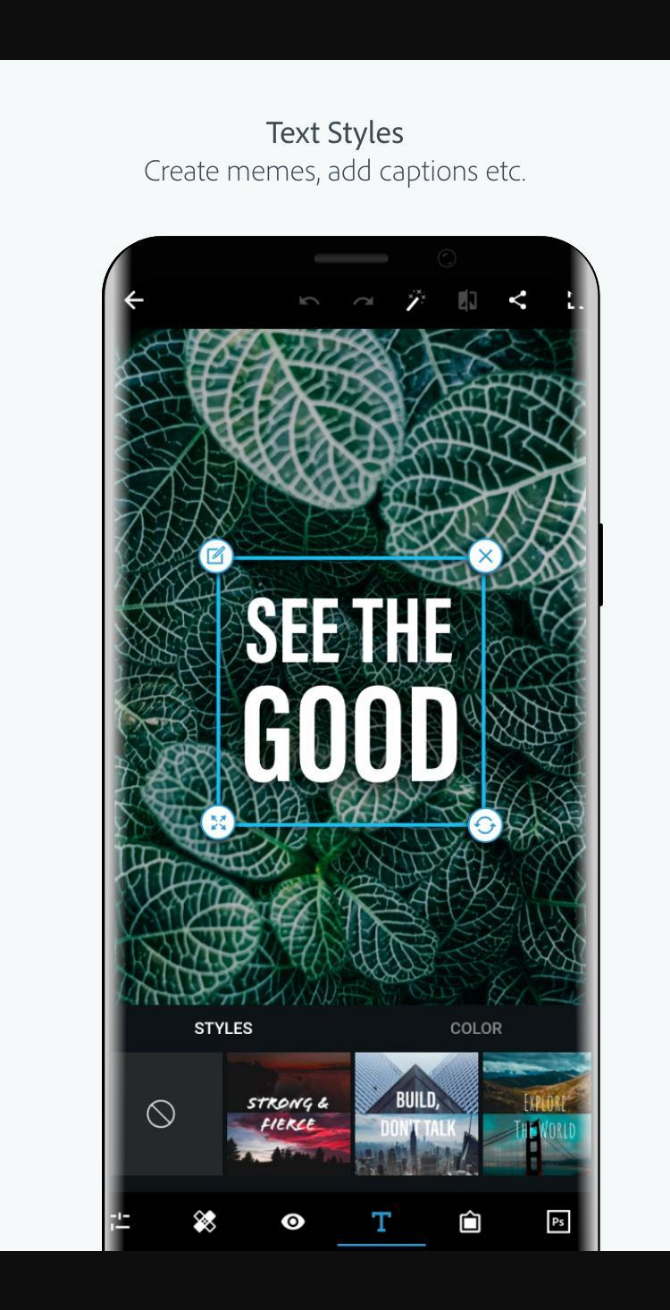 Text Styles
Create memes, add captions etc.
SEE THE
GOOD
STYLES
COLOR
STRONG &
FIERCE
BUILD,
DON'T TALK
EXPLORE
THE WORLD
T
Ps